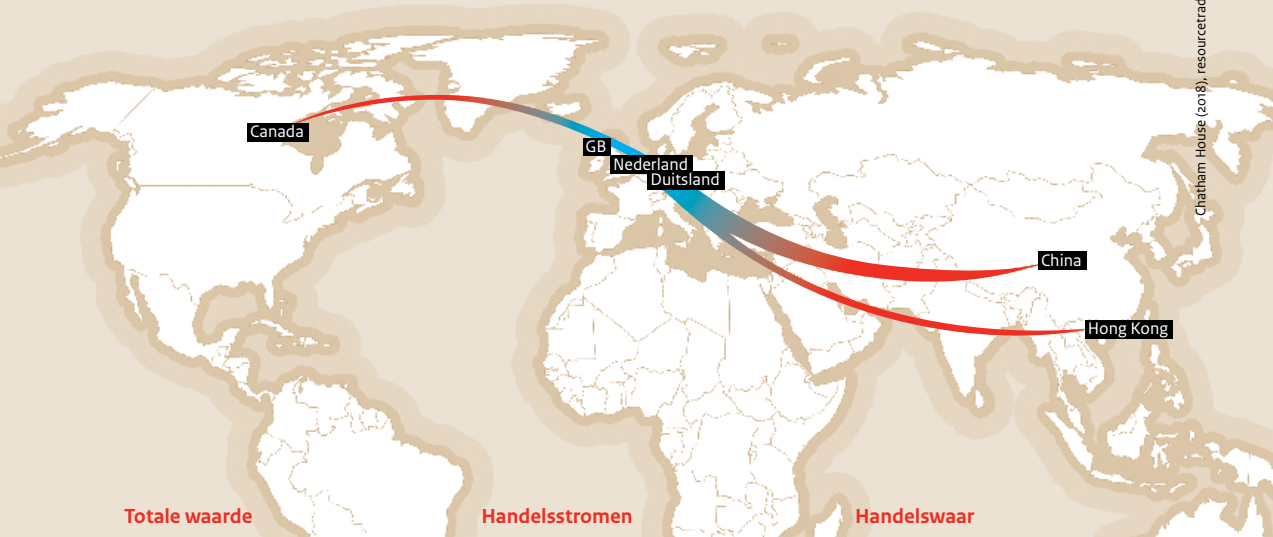 Chatham House (2018), resourcetrad
Canada
GB
Nederland
Duitsland
China
Hong Kong
Totale waarde
Handelsstromen
Handelswaar